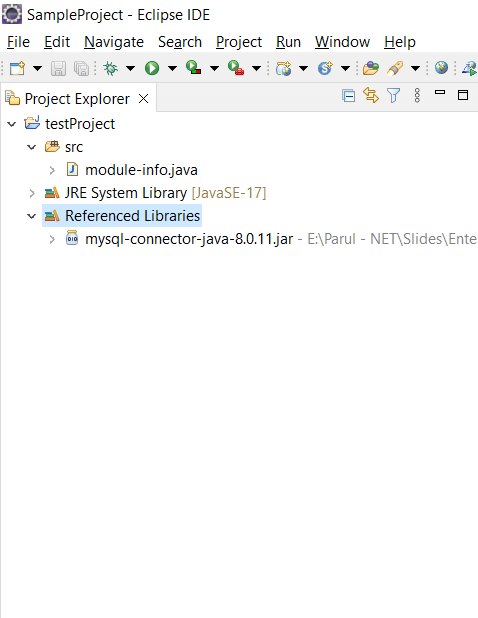 SampleProject - Eclipse IDE
File Edit Navigate Search Project Run Window Help
Project Explorer
testProject
src
module-info.java
JRE System Library [JavaSE-17]
Referenced Libraries
mysql-connector-java-8.0.11.jar - E:\Parul - NET\Slides\Ente